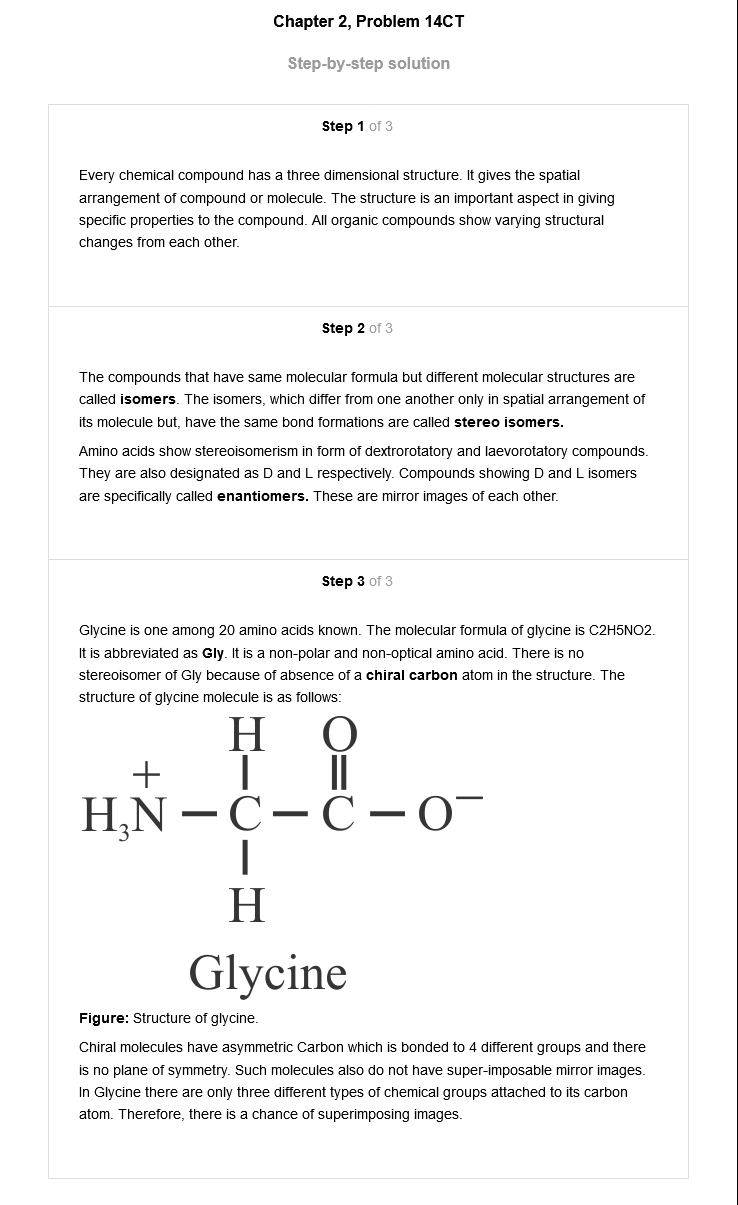 Chapter 2, Problem 14CT
Step-by-step solution
Step 1 of 3
Every chemical compound has a three dimensional structure. It gives the spatial
arrangement of compound or molecule. The structure is an important aspect in giving
specific properties to the compound. All organic compounds show varying structural
changes from each other.
Step 2 of 3
The compounds that have same molecular formula but different molecular structures are
called isomers. The isomers, which differ from one another only in spatial arrangement of
its molecule but, have the same bond formations are called stereo isomers.
Amino acids show stereoisomerism in form of dextrorotatory and laevorotatory compounds.
They are also designated as D and L respectively. Compounds showing D and L isomers
are specifically called enantiomers. These are mirror images of each other.
Step 3 of 3
Glycine is one among 20 amino acids known. The molecular formula of glycine is C2H5NO2.
It is abbreviated as Gly. It is a non-polar and non-optical amino acid. There is no
stereoisomer of Gly because of absence of a chiral carbon atom in the structure. The
structure of glycine molecule is as follows:
H O
+
H₃N — C — C — O⁻
H
Glycine
Figure: Structure of glycine.
Chiral molecules have asymmetric Carbon which is bonded to 4 different groups and there
is no plane of symmetry. Such molecules also do not have super-imposable mirror images.
In Glycine there are only three different types of chemical groups attached to its carbon
atom. Therefore, there is a chance of superimposing images.